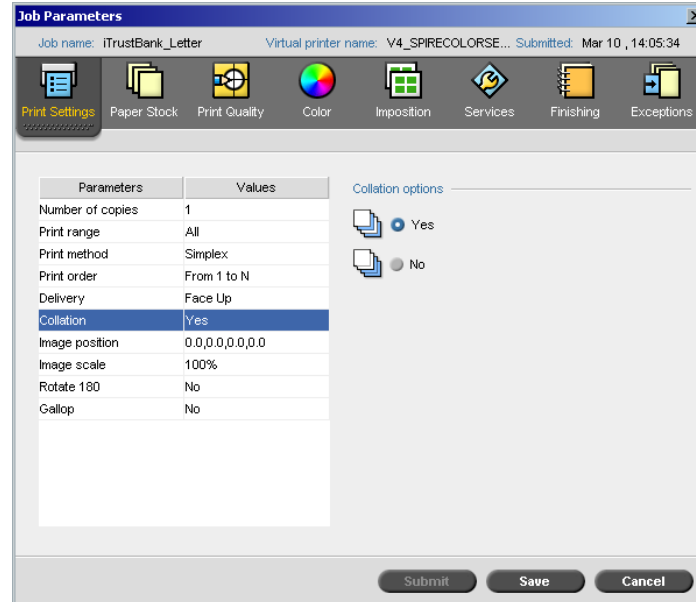 Job Parameters
Job name: iTrustBank_Letter Virtual printer name: V4_SPIRECOLORSE... Submitted: Mar 10 , 14:05:34
Print Settings Paper Stock Print Quality Color Imposition Services Finishing Exceptions
Parameters Values Collation options
Number of copies 1
Yes
Print range All
Print method Simplex
No
Print order From 1 to N
Delivery Face Up
Collation Yes
Image position 0.0,0.0,0.0,0.0
Image scale 100%
Rotate 180 No
Gallop No
Submit Save Cancel